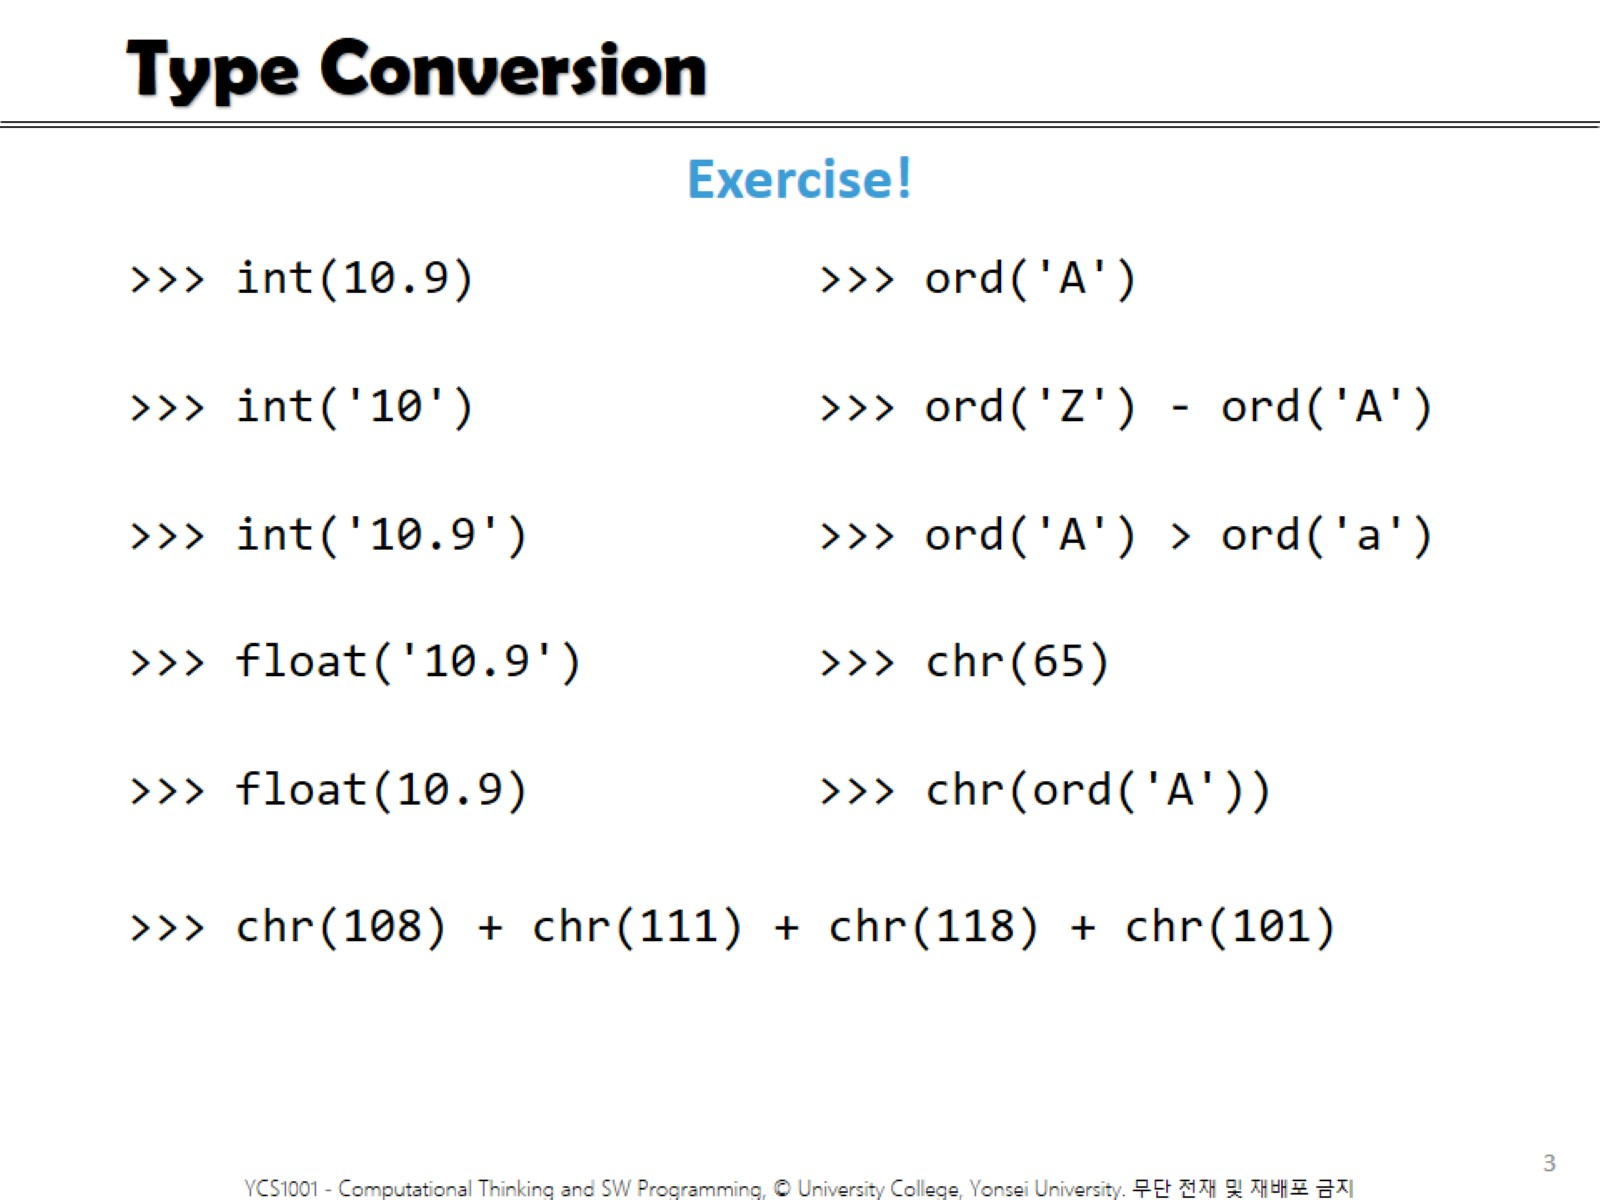 Type Conversion
Exercise!
>>> int(10.9)
>>> ord('A')
>>> int('10')
>>> ord('Z') - ord('A')
>>> int('10.9')
>>> ord('A') > ord('a')
>>> float('10.9')
>>> chr(65)
>>> float(10.9)
>>> chr(ord('A'))
>>> chr(108) + chr(111) + chr(118) + chr(101)
3
YCS1001 - Computational Thinking and SW Programming, © University College, Yonsei University. 무단 전재 및 재배포 금지